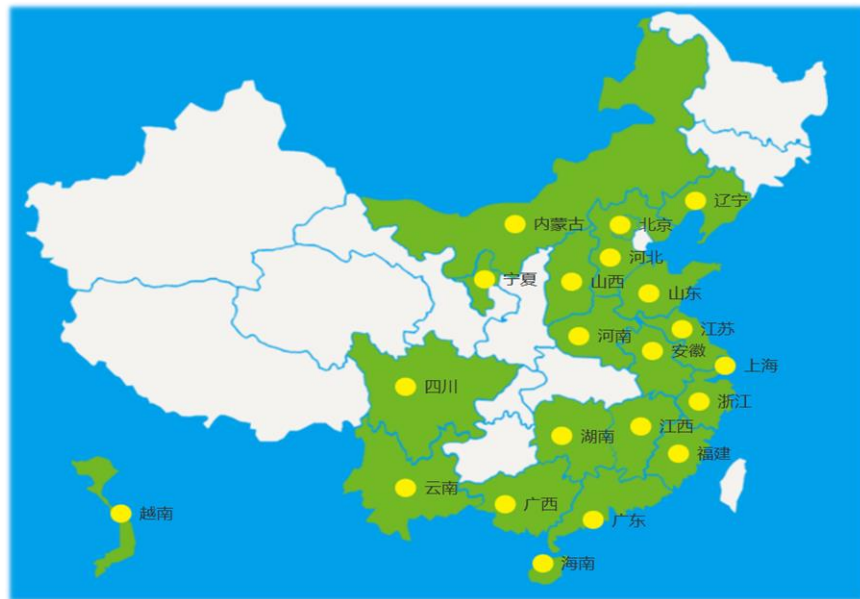 辽宁
内蒙古
北京
河北
宁夏
山西
山东
江苏
河南
安徽
上海
四川
浙江
江西
湖南
福建
云南
广西
越南
广东
海南